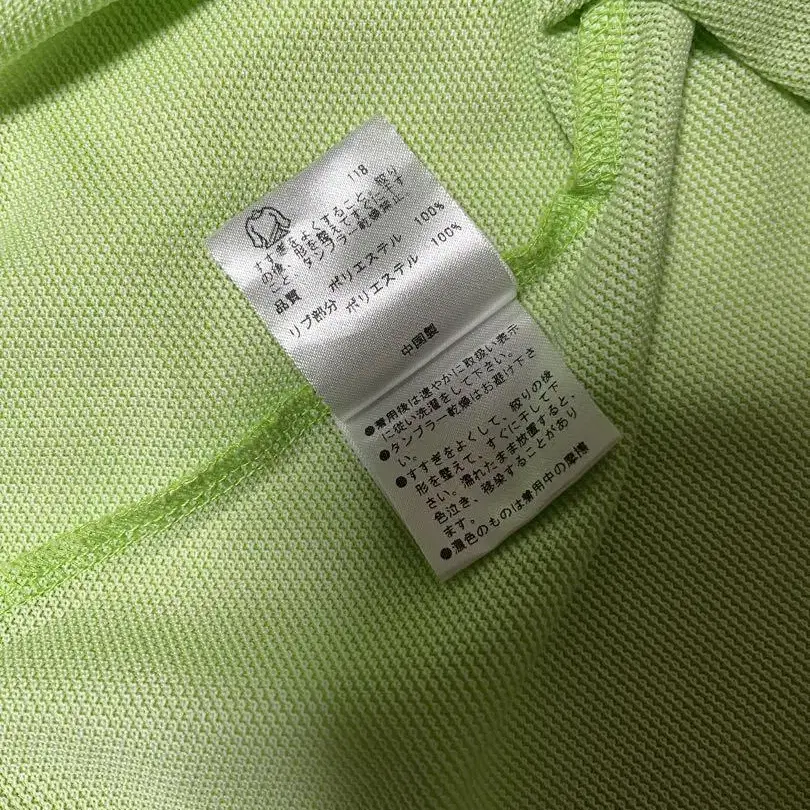 118
すすぎをよくすること。絞り
の後、形を整えてすぐに干す
こと。タンブラー乾燥禁止
品質 ポリエステル 100%
リブ部分 ポリエステル 100%
中国製
●着用後は速やかに取扱い表示
に従い洗濯をして下さい。
●タンブラー乾燥はお避け下さ
い。
●すすぎをよくして、絞りの後
形を整えて、すぐに干して下
さい。濡れたまま放置すると、
色泣き、移染することがあり
ます。
●濃色のものは着用中の摩擦